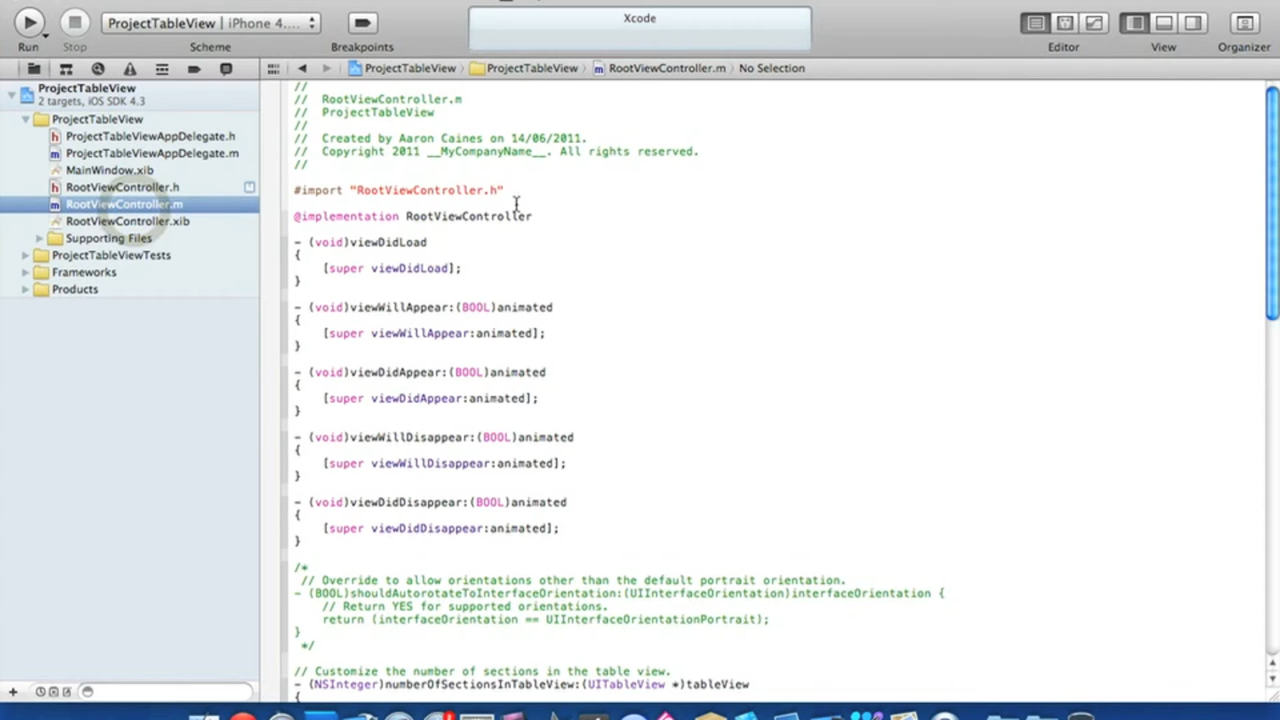 ProjectTableView | iPhone 4....
Xcode
Run
Stop
Scheme
Breakpoints
Editor
View
Organizer
ProjectTableView
ProjectTableView
RootViewController.m
No Selection
ProjectTableView
2 targets, iOS SDK 4.3
ProjectTableView
h ProjectTableViewAppDelegate.h
m ProjectTableViewAppDelegate.m
MainWindow.xib
h RootViewController.h M
m RootViewController.m
RootViewController.xib
Supporting Files
ProjectTableViewTests
Frameworks
Products
//
//  RootViewController.m
//  ProjectTableView
//
//  Created by Aaron Caines on 14/06/2011.
//  Copyright 2011 __MyCompanyName__. All rights reserved.
//
#import "RootViewController.h"
@implementation RootViewController
- (void)viewDidLoad
{
    [super viewDidLoad];
}
- (void)viewWillAppear:(BOOL)animated
{
    [super viewWillAppear:animated];
}
- (void)viewDidAppear:(BOOL)animated
{
    [super viewDidAppear:animated];
}
- (void)viewWillDisappear:(BOOL)animated
{
    [super viewWillDisappear:animated];
}
- (void)viewDidDisappear:(BOOL)animated
{
    [super viewDidDisappear:animated];
}
/*
 // Override to allow orientations other than the default portrait orientation.
- (BOOL)shouldAutorotateToInterfaceOrientation:(UIInterfaceOrientation)interfaceOrientation {
    // Return YES for supported orientations.
    return (interfaceOrientation == UIInterfaceOrientationPortrait);
}
 */
// Customize the number of sections in the table view.
- (NSInteger)numberOfSectionsInTableView:(UITableView *)tableView
{